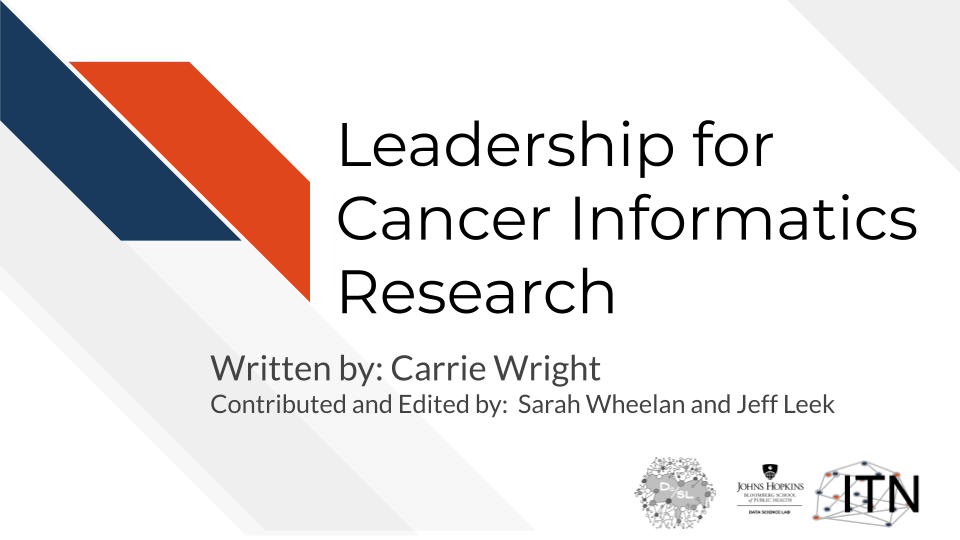 Leadership for
Cancer Informatics
Research
Written by: Carrie Wright
Contributed and Edited by: Sarah Wheelan and Jeff Leek
JOHNS HOPKINS
BLOOMBERG SCHOOL
of PUBLIC HEALTH
DATA SCIENCE LAB
ITN